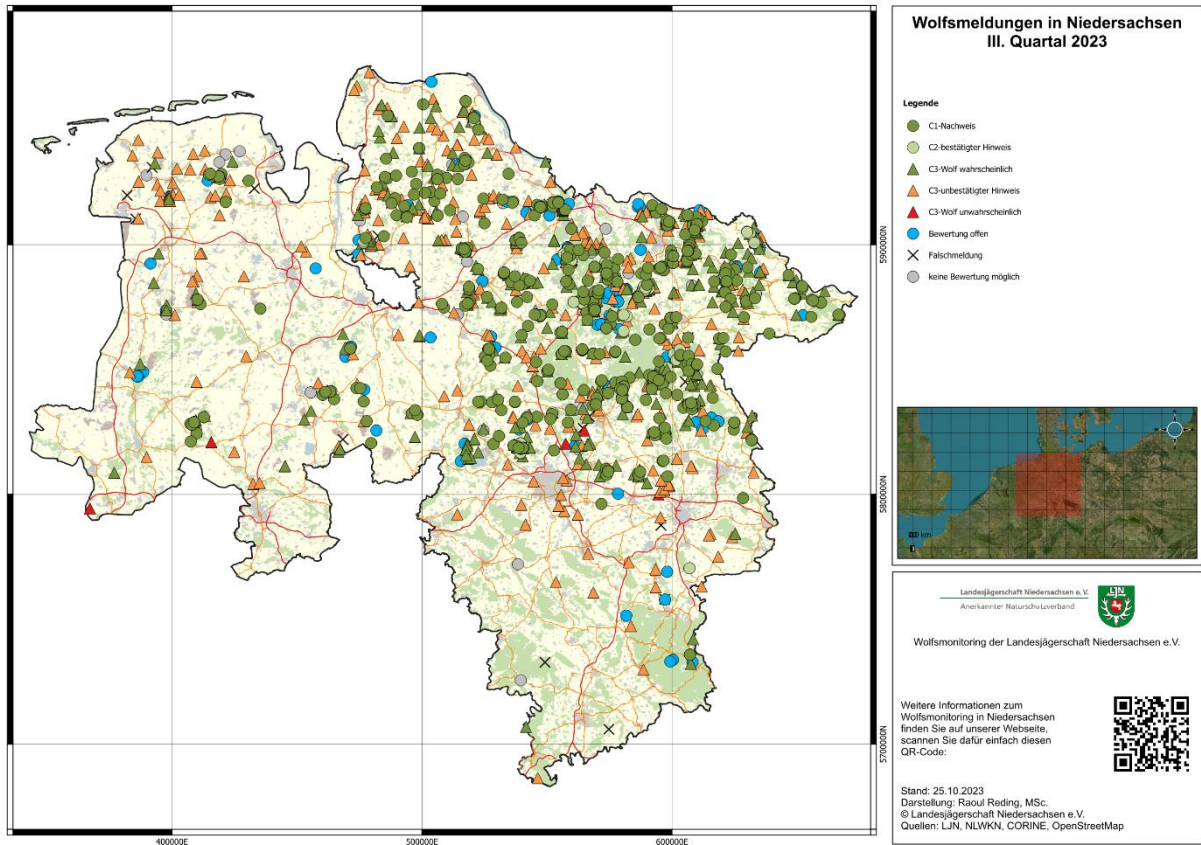 Wolfsmeldungen in Niedersachsen
III. Quartal 2023
Legende
C1-Nachweis
C2-bestätigter Hinweis
C3-Wolf wahrscheinlich
C3-unbestätigter Hinweis
C3-Wolf unwahrscheinlich
Bewertung offen
Falschmeldung
keine Bewertung möglich
5900000N
5800000N
5700000N
400000E
500000E
600000E
km
Landesjägerschaft Niedersachsen e.V.
Anerkannter Naturschutzverband
LJN
Wolfsmonitoring der Landesjägerschaft Niedersachsen e.V.
Weitere Informationen zum
Wolfsmonitoring in Niedersachsen
finden Sie auf unserer Webseite,
scannen Sie dafür einfach diesen
QR-Code:
Stand: 25.10.2023
Darstellung: Raoul Reding, MSc.
© Landesjägerschaft Niedersachsen e.V.
Quellen: LJN, NLWKN, CORINE, OpenStreetMap